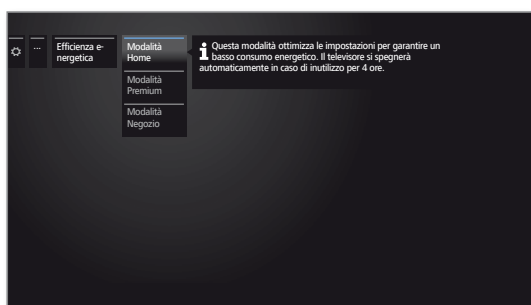 ...
Efficienza e-
nergetica
Modalità
Home
Modalità
Premium
Modalità
Negozio
Questa modalità ottimizza le impostazioni per garantire un
basso consumo energetico. Il televisore si spegnerà
automaticamente in caso di inutilizzo per 4 ore.